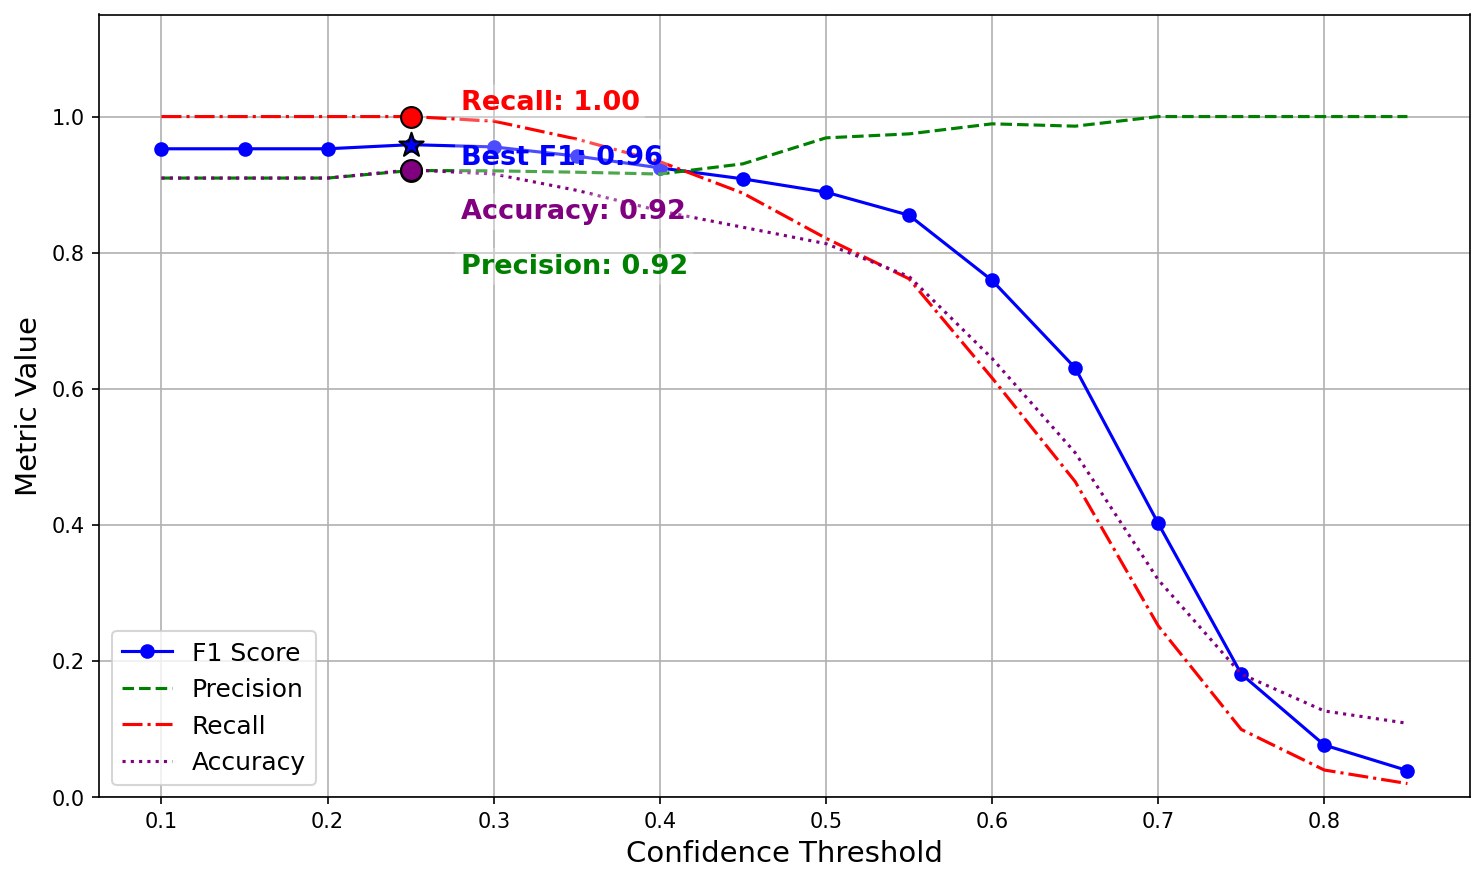 Recall: 1.00
Best F1: 0.96
Accuracy: 0.92
Precision: 0.92
Metric Value
1.0
0.8
0.6
0.4
0.2
0.0
F1 Score
Precision
Recall
Accuracy
0.1 0.2 0.3 0.4 0.5 0.6 0.7 0.8
Confidence Threshold